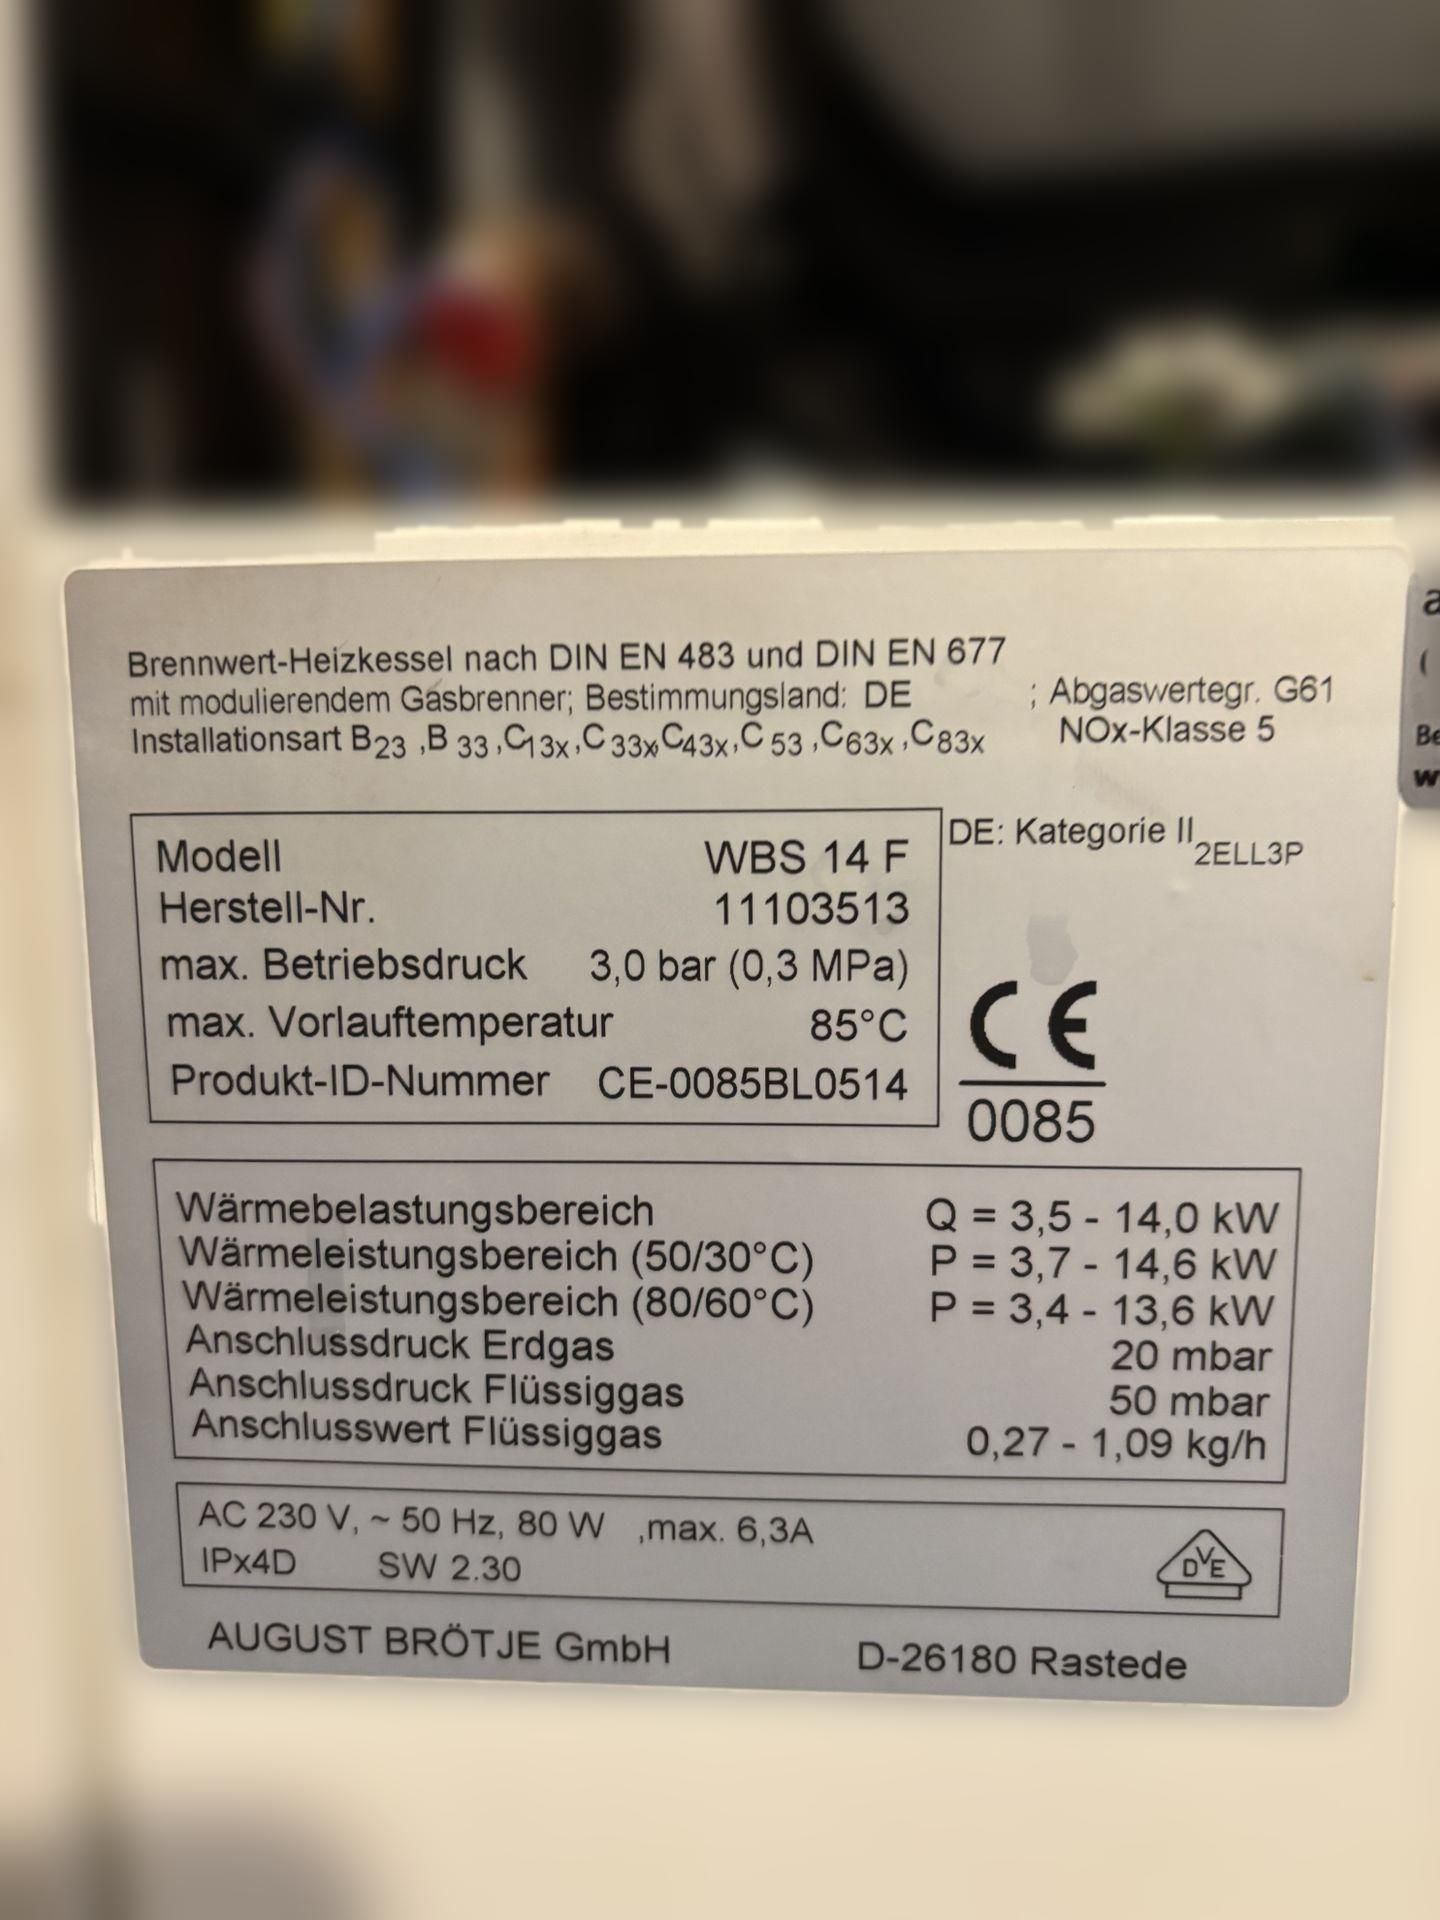 Brennwert-Heizkessel nach DIN EN 483 und DIN EN 677
mit modulierendem Gasbrenner; Bestimmungsland: DE ; Abgaswertegr. G61
Installationsart B23 ,B 33 ,C13x,C 33x,C43x,C 53 ,C63x ,C83x NOx-Klasse 5
Modell WBS 14 F
Herstell-Nr. 11103513
max. Betriebsdruck 3,0 bar (0,3 MPa)
max. Vorlauftemperatur 85°C
Produkt-ID-Nummer CE-0085BL0514
DE: Kategorie II2ELL3P
CE
0085
Wärmebelastungsbereich Q = 3,5 - 14,0 kW
Wärmeleistungsbereich (50/30°C) P = 3,7 - 14,6 kW
Wärmeleistungsbereich (80/60°C) P = 3,4 - 13,6 kW
Anschlussdruck Erdgas 20 mbar
Anschlussdruck Flüssiggas 50 mbar
Anschlusswert Flüssiggas 0,27 - 1,09 kg/h
AC 230 V, ~ 50 Hz, 80 W ,max. 6,3A
IPx4D SW 2.30
DVE
AUGUST BRÖTJE GmbH D-26180 Rastede